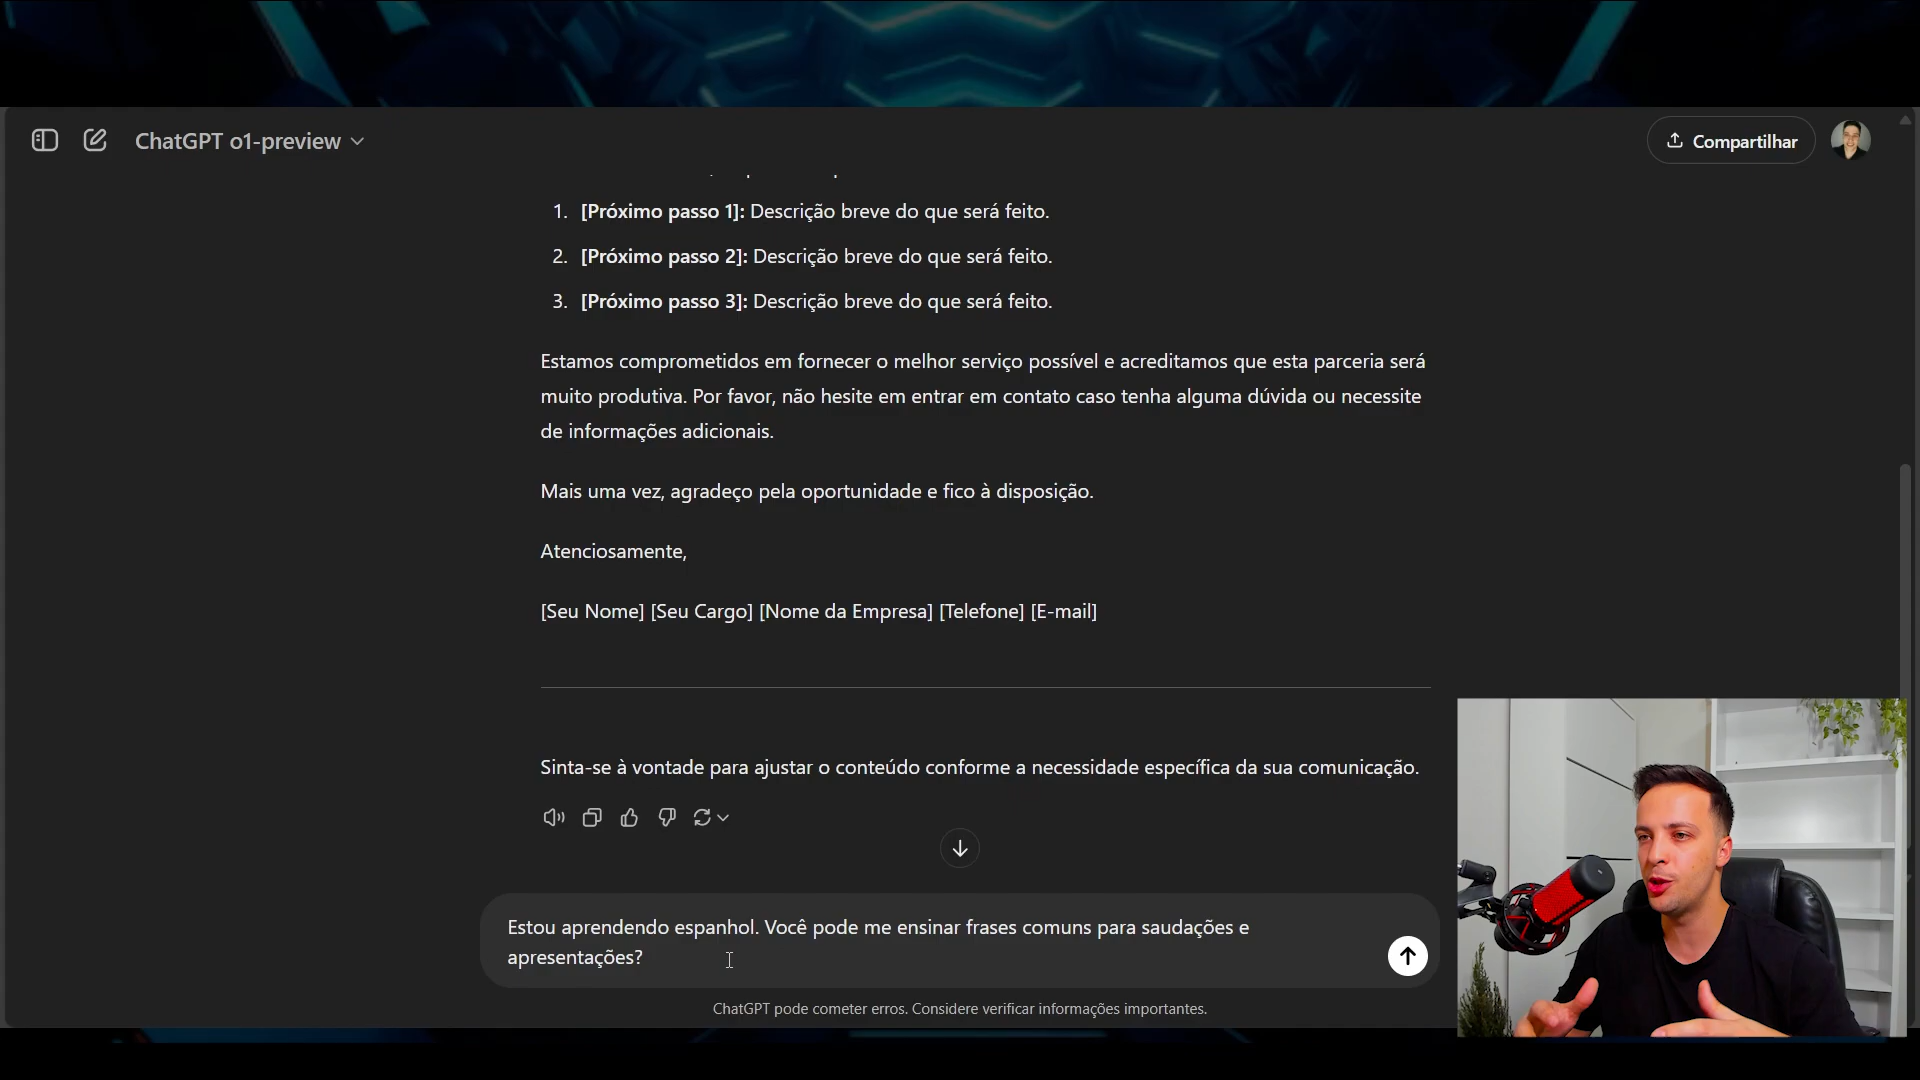 ChatGPT o1-preview
Compartilhar
1. [Próximo passo 1]: Descrição breve do que será feito.
2. [Próximo passo 2]: Descrição breve do que será feito.
3. [Próximo passo 3]: Descrição breve do que será feito.
Estamos comprometidos em fornecer o melhor serviço possível e acreditamos que esta parceria será
muito produtiva. Por favor, não hesite em entrar em contato caso tenha alguma dúvida ou necessite
de informações adicionais.
Mais uma vez, agradeço pela oportunidade e fico à disposição.
Atenciosamente,
[Seu Nome] [Seu Cargo] [Nome da Empresa] [Telefone] [E-mail]
Sinta-se à vontade para ajustar o conteúdo conforme a necessidade específica da sua comunicação.
Estou aprendendo espanhol. Você pode me ensinar frases comuns para saudações e
apresentações?
ChatGPT pode cometer erros. Considere verificar informações importantes.